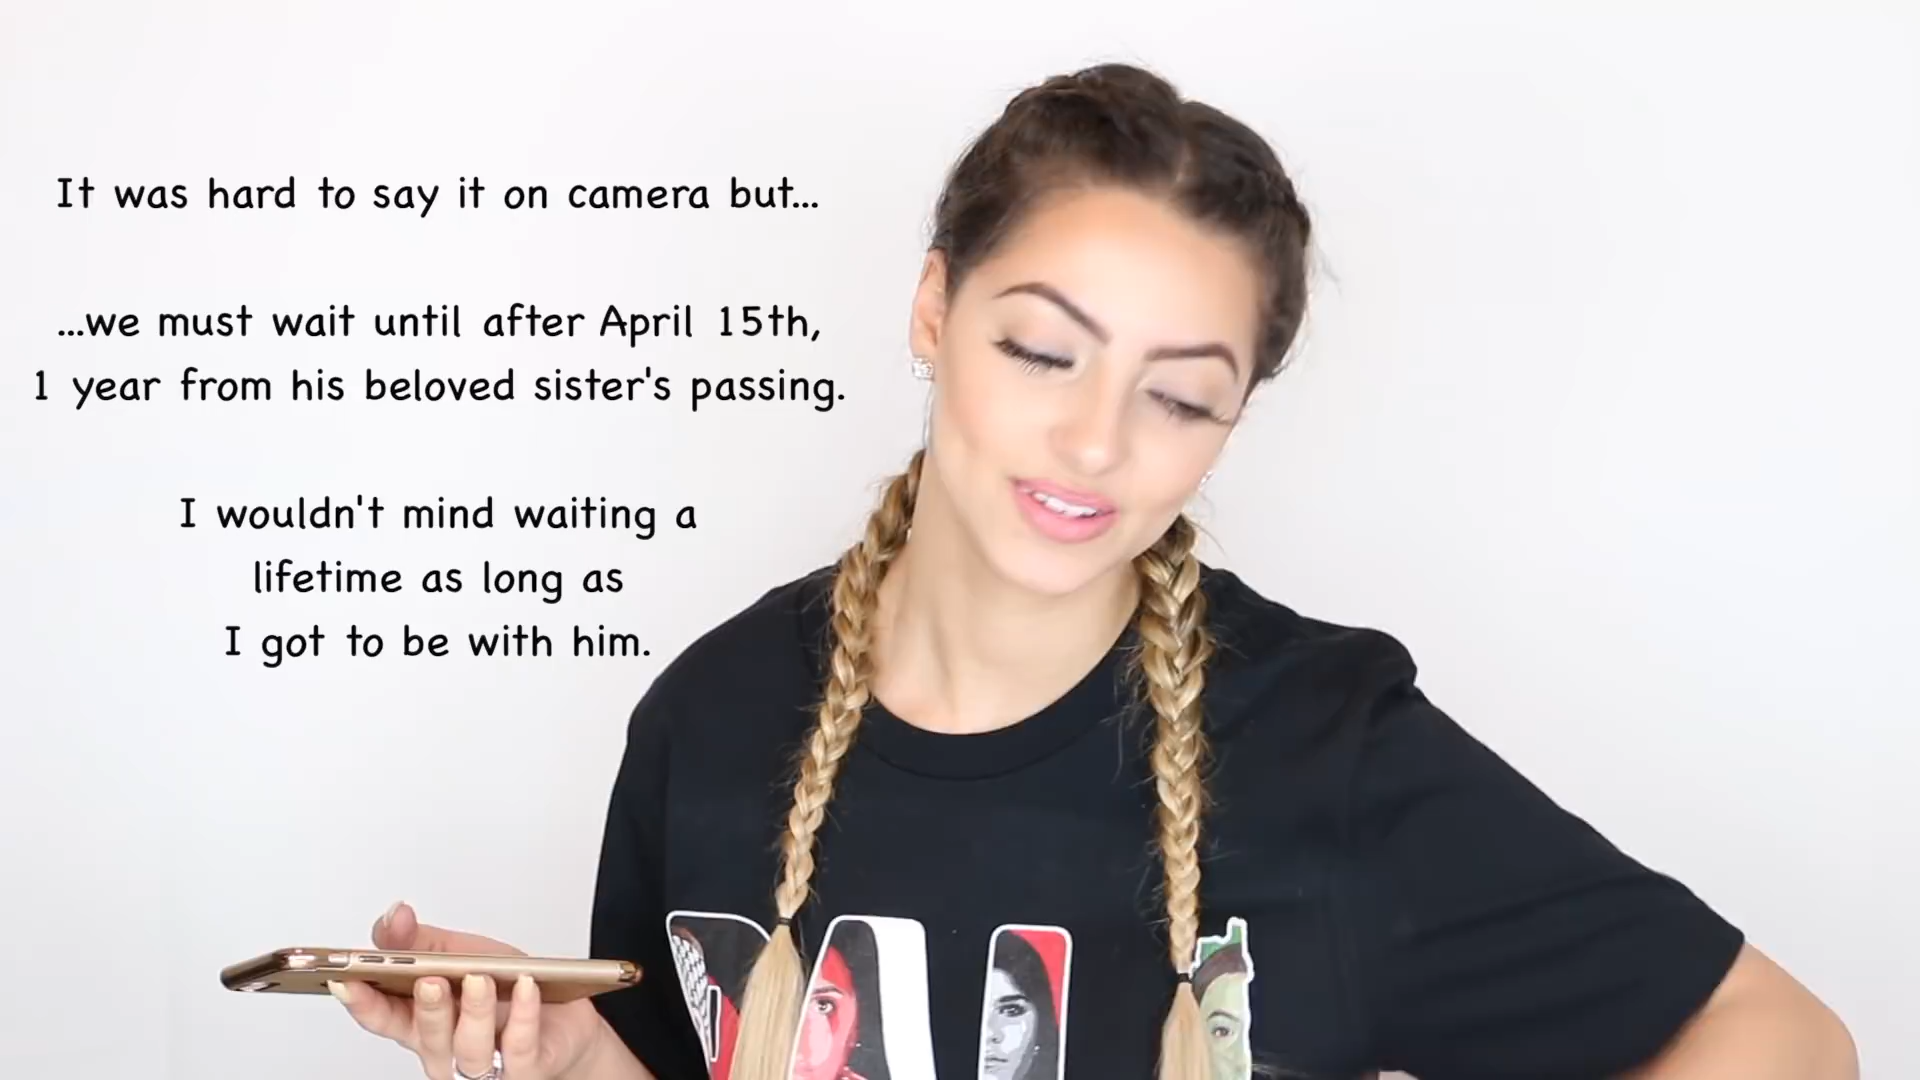 It was hard to say it on camera but...
...we must wait until after April 15th,
1 year from his beloved sister's passing.
I wouldn't mind waiting a
lifetime as long as
I got to be with him.